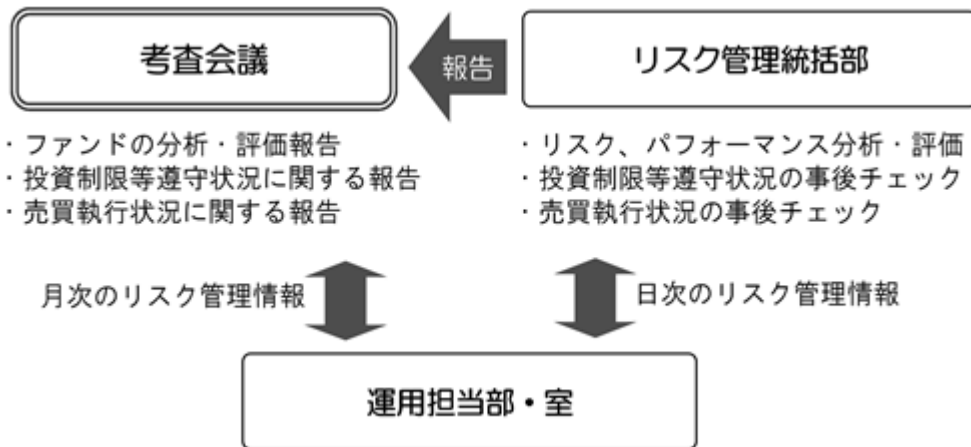 考査会議
報告
リスク管理統括部
・ファンドの分析・評価報告
・投資制限等遵守状況に関する報告
・売買執行状況に関する報告
・リスク、パフォーマンス分析・評価
・投資制限等遵守状況の事後チェック
・売買執行状況の事後チェック
月次のリスク管理情報
日次のリスク管理情報
運用担当部・室